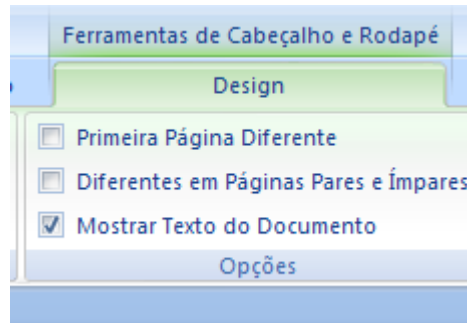 Ferramentas de Cabeçalho e Rodapé
Design
Primeira Página Diferente
Diferentes em Páginas Pares e Ímpares
Mostrar Texto do Documento
Opções